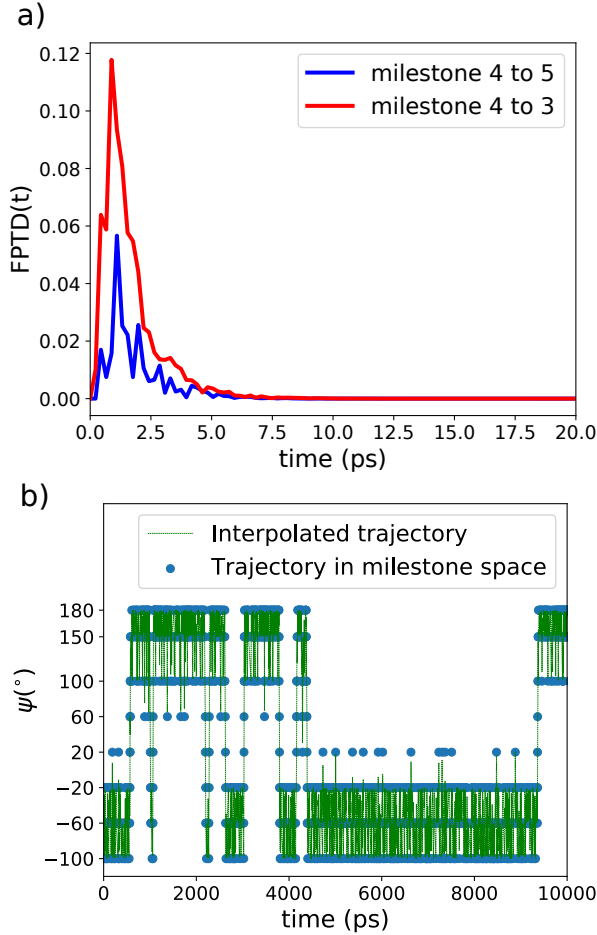 a)
0.12
0.10
0.08
0.06
0.04
0.02
0.00
FPTD(t)
milestone 4 to 5
milestone 4 to 3
0.0 2.5 5.0 7.5 10.0 12.5 15.0 17.5 20.0
time (ps)
b)
Interpolated trajectory
Trajectory in milestone space
180
150
100
60
20
−20
−60
−100
ψ(°)
0 2000 4000 6000 8000 10000
time (ps)